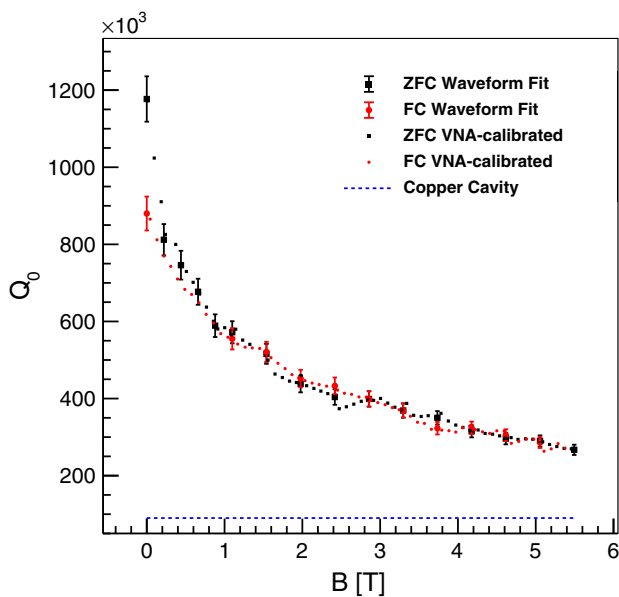 ×10³
1200
1000
800
600
400
200
Q₀
ZFC Waveform Fit
FC Waveform Fit
ZFC VNA-calibrated
FC VNA-calibrated
Copper Cavity
0 1 2 3 4 5 6
B [T]